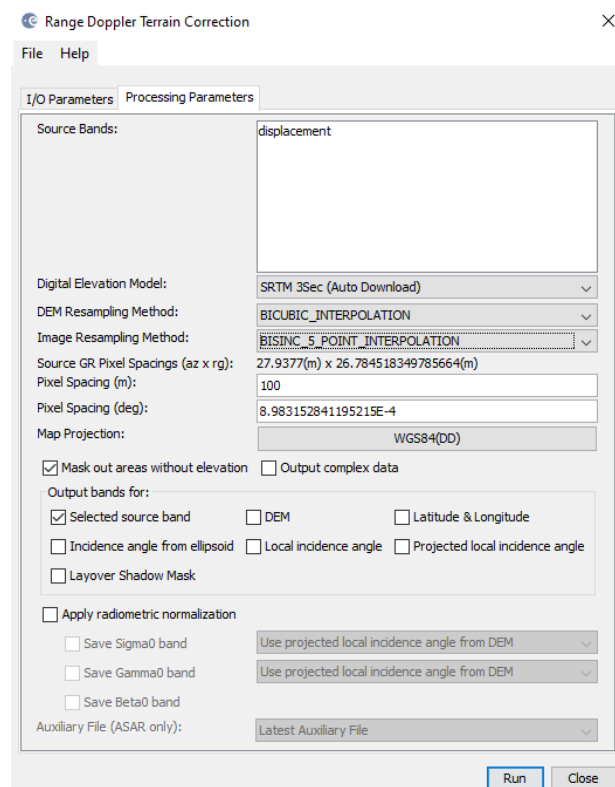 Range Doppler Terrain Correction
File Help
I/O Parameters Processing Parameters
Source Bands: displacement
Digital Elevation Model: SRTM 3Sec (Auto Download)
DEM Resampling Method: BICUBIC_INTERPOLATION
Image Resampling Method: BISINC_5_POINT_INTERPOLATION
Source GR Pixel Spacings (az x rg): 27.9377(m) x 26.784518349785664(m)
Pixel Spacing (m): 100
Pixel Spacing (deg): 8.983152841195215E-4
Map Projection: WGS84(DD)
Mask out areas without elevation Output complex data
Output bands for:
Selected source band DEM Latitude & Longitude
Incidence angle from ellipsoid Local incidence angle Projected local incidence angle
Layover Shadow Mask
Apply radiometric normalization
Save Sigma0 band Use projected local incidence angle from DEM
Save Gamma0 band Use projected local incidence angle from DEM
Save Beta0 band
Auxiliary File (ASAR only): Latest Auxiliary File
Run Close